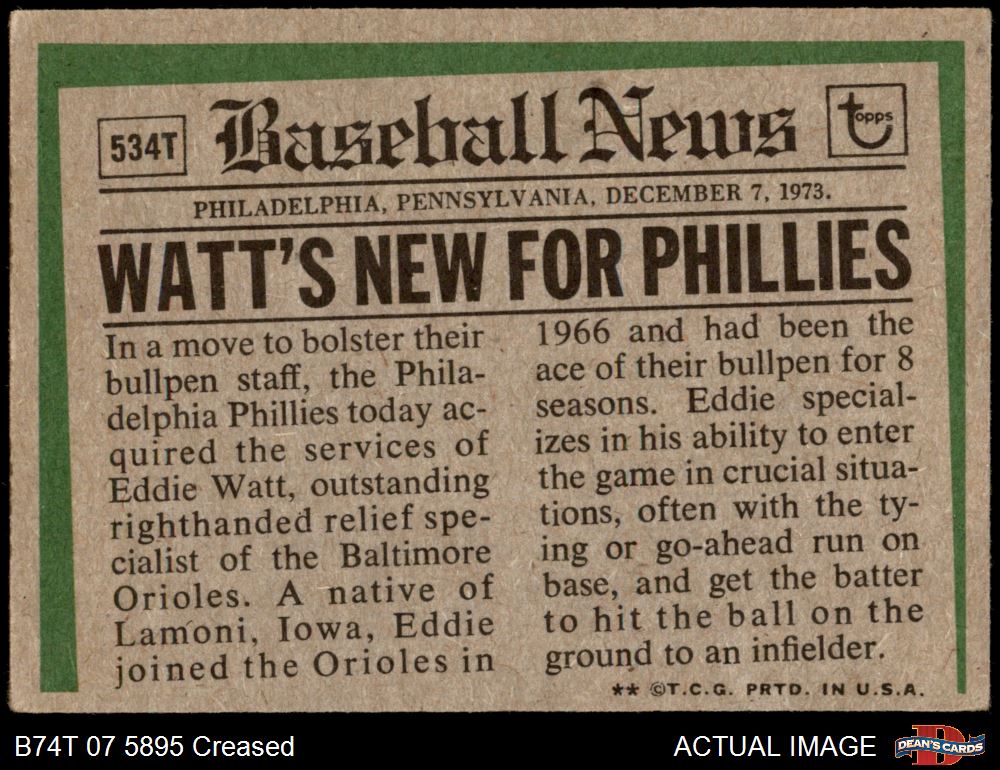 534T
Baseball News
Topps
PHILADELPHIA, PENNSYLVANIA, DECEMBER 7, 1973.
WATT'S NEW FOR PHILLIES
In a move to bolster their
bullpen staff, the Phila-
delphia Phillies today ac-
quired the services of
Eddie Watt, outstanding
righthanded relief spe-
cialist of the Baltimore
Orioles. A native of
Lamoni, Iowa, Eddie
joined the Orioles in
1966 and had been the
ace of their bullpen for 8
seasons. Eddie special-
izes in his ability to enter
the game in crucial situa-
tions, often with the ty-
ing or go-ahead run on
base, and get the batter
to hit the ball on the
ground to an infielder.
** ©T.C.G. PRTD. IN U.S.A.
B74T 07 5895 Creased
ACTUAL IMAGE
DEAN'S CARDS